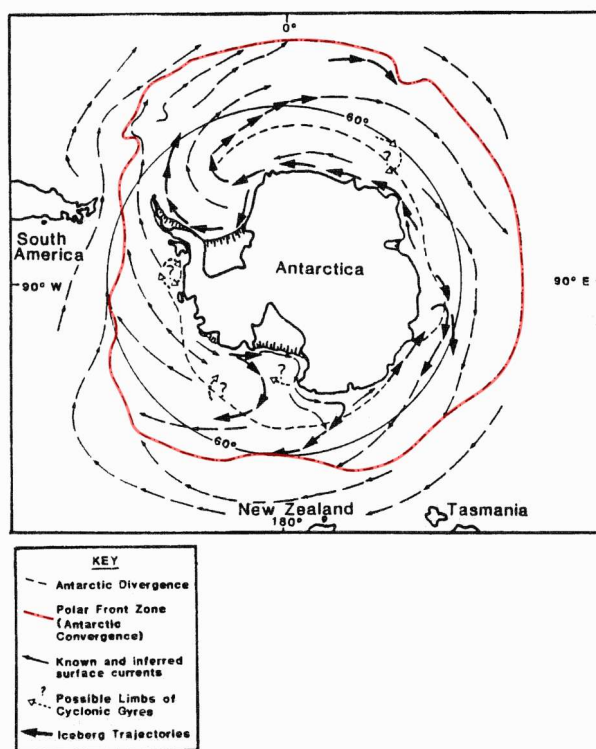 0°
60°
?
South
America
?
Antarctica
90° W
90° E
?
?
60°
New Zealand
Tasmania
180°
KEY
Antarctic Divergence
Polar Front Zone
(Antarctic
Convergence)
Known and inferred
surface currents
?
Possible Limbs of
Cyclonic Gyres
Iceberg Trajectories